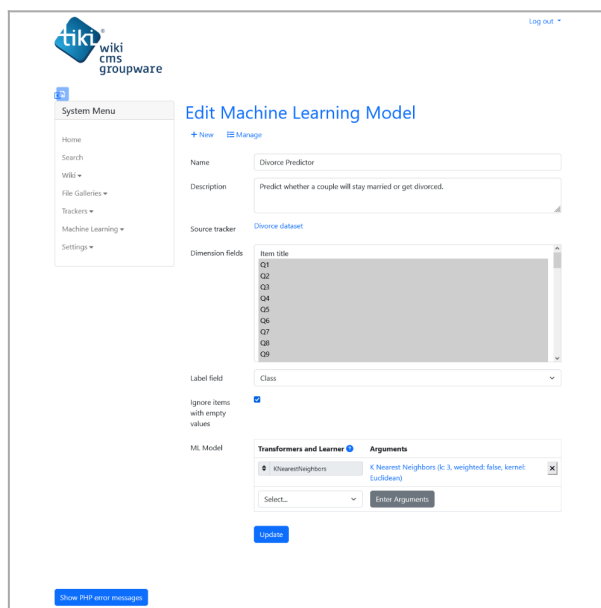 Log out
tiki®
wiki
cms
groupware
System Menu
Home
Search
Wiki
File Galleries
Trackers
Machine Learning
Settings
Edit Machine Learning Model
New Manage
Name Divorce Predictor
Description Predict whether a couple will stay married or get divorced.
Source tracker Divorce dataset
Dimension fields Item title
Q1
Q2
Q3
Q4
Q5
Q6
Q7
Q8
Q9
Label field Class
Ignore items
with empty
values
ML Model Transformers and Learner ? Arguments
KNearestNeighbors K Nearest Neighbors (k: 3, weighted: false, kernel:
Euclidean) X
Select... Enter Arguments
Update
Show PHP error messages